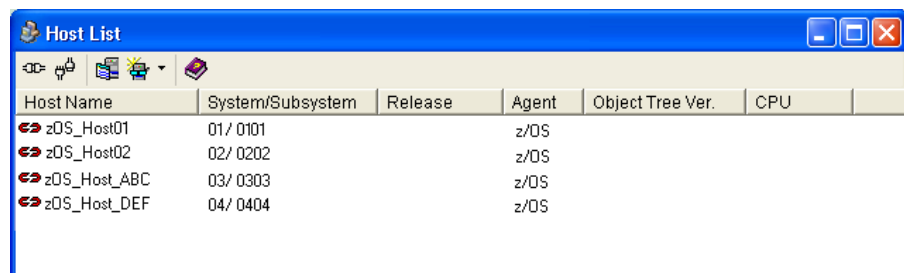 Host List
Host Name System/Subsystem Release Agent Object Tree Ver. CPU
zOS_Host01 01/ 0101 z/OS
zOS_Host02 02/ 0202 z/OS
zOS_Host_ABC 03/ 0303 z/OS
zOS_Host_DEF 04/ 0404 z/OS